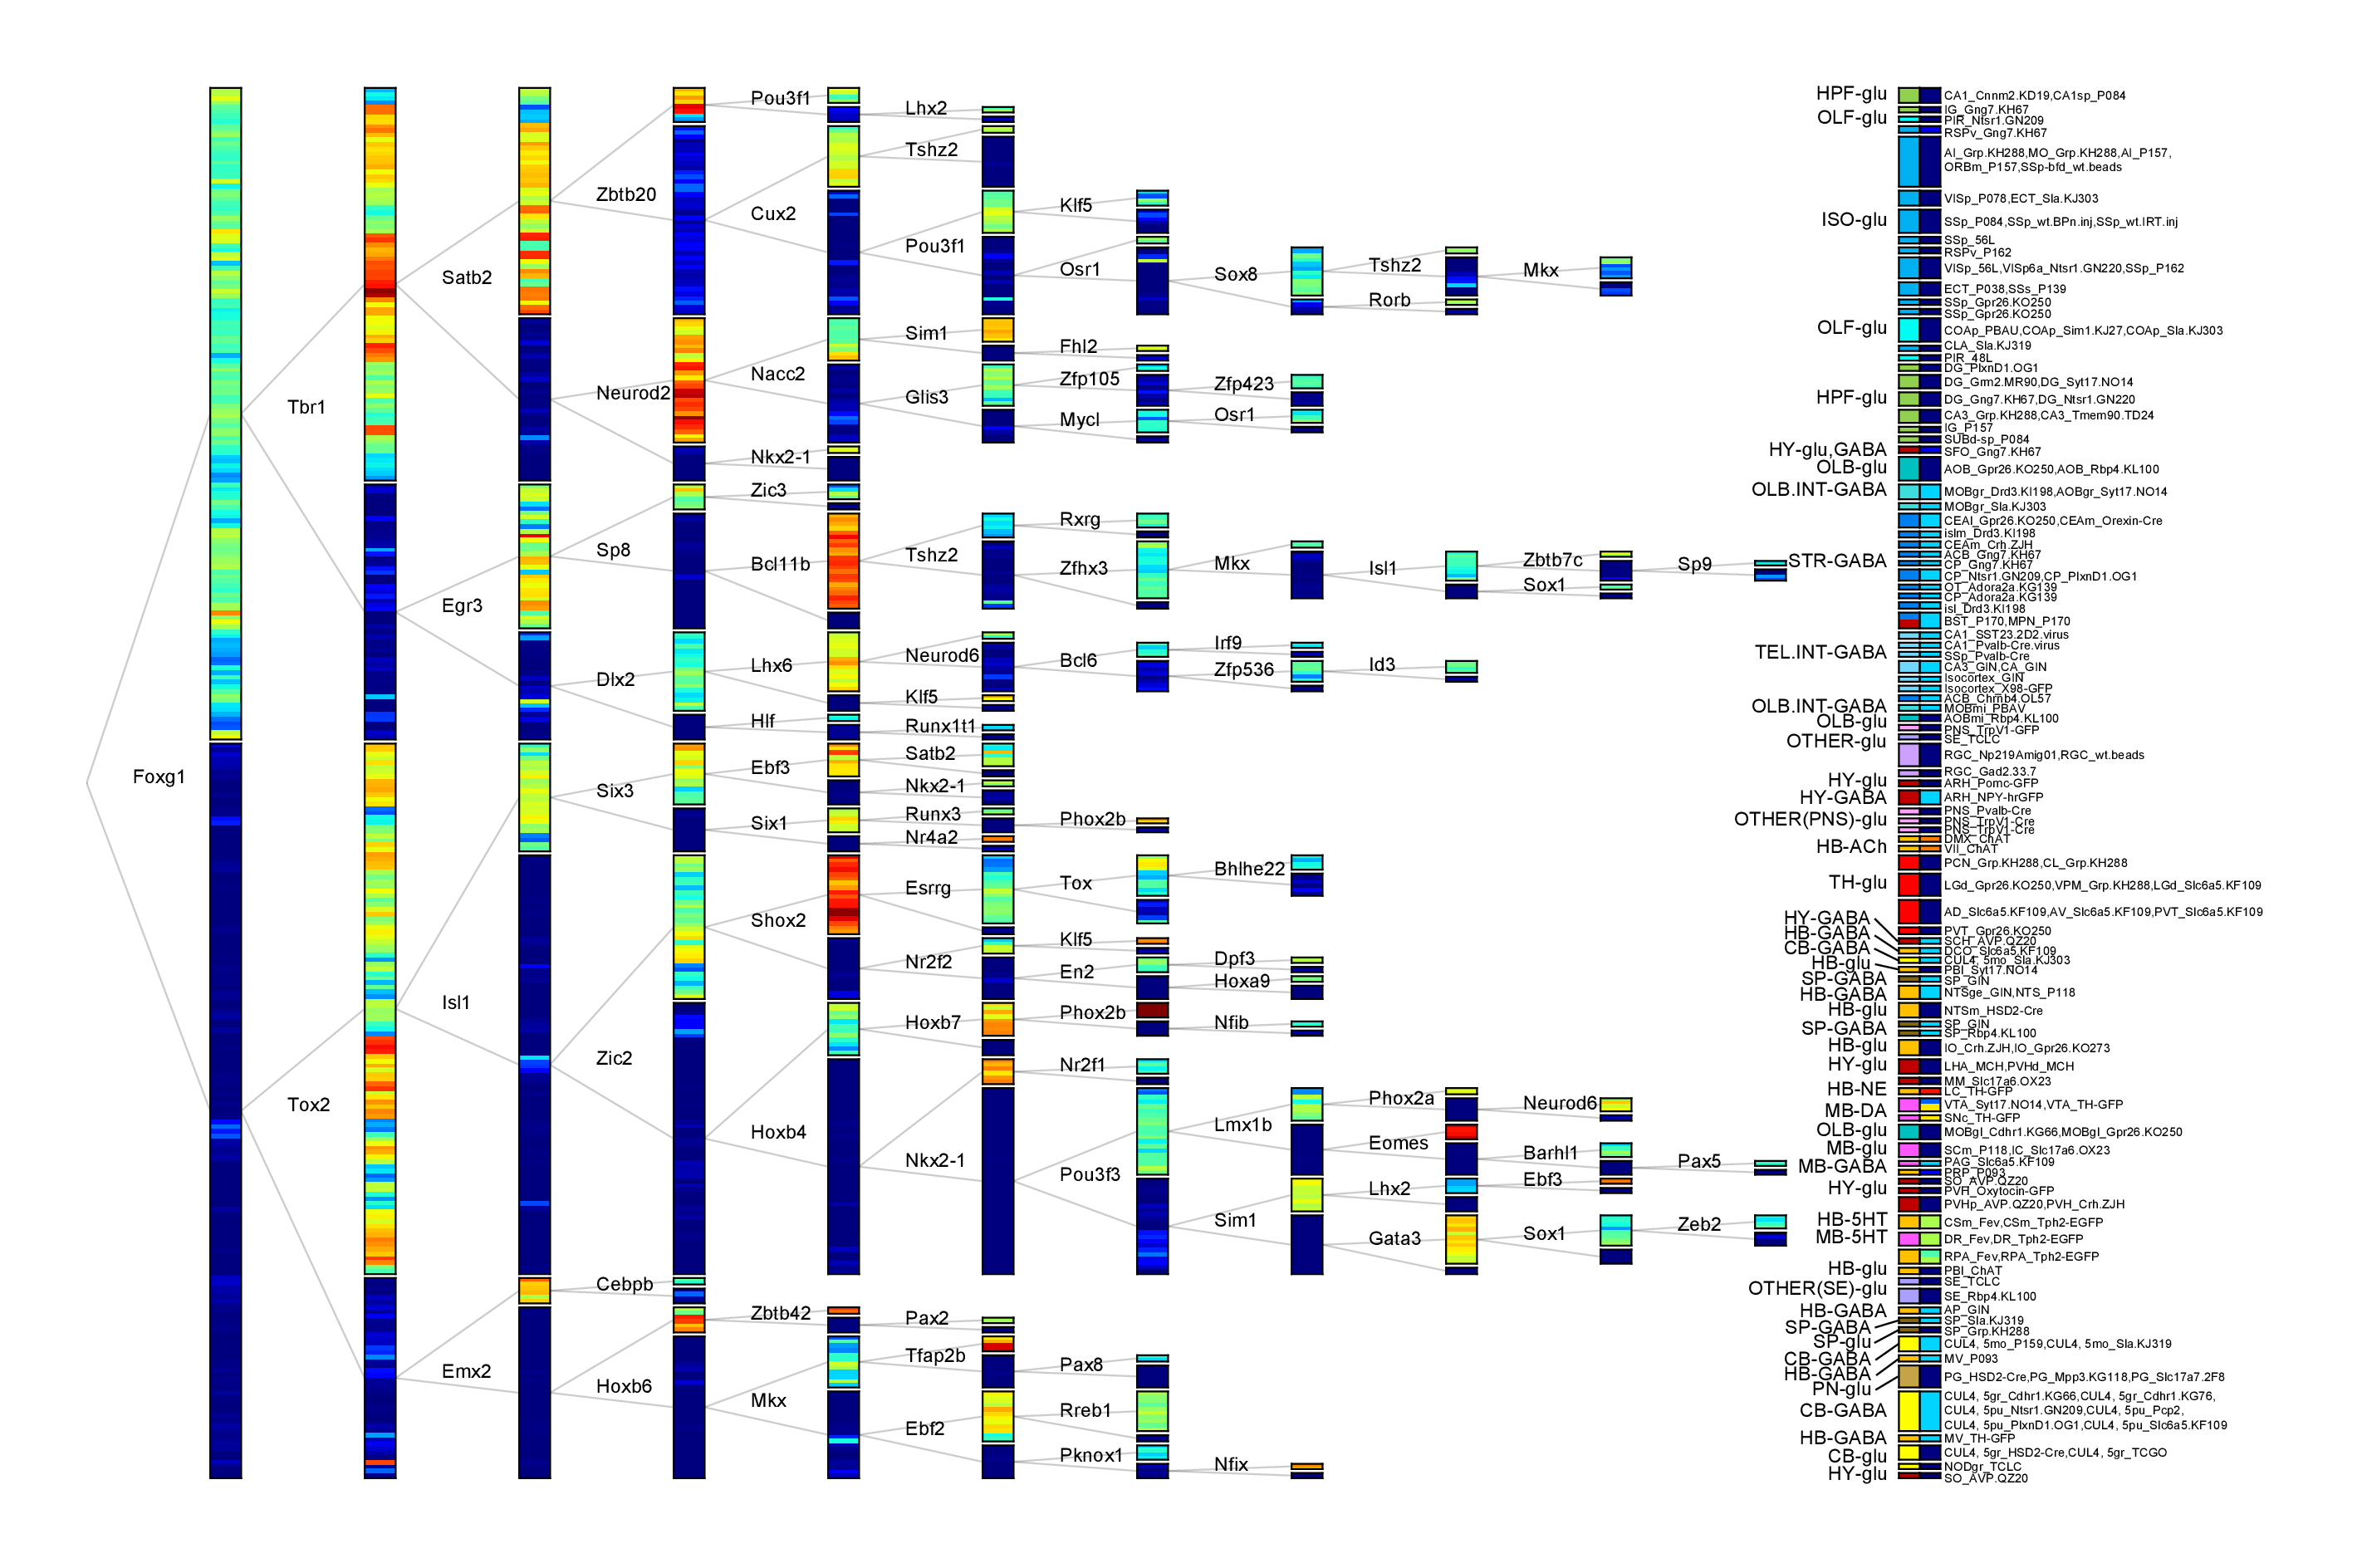 Foxg1
Tbr1
Tox2
Satb2
Egr3
Isl1
Emx2
Zbtb20
Neurod2
Sp8
Dlx2
Six3
Zic2
Hoxb6
Pou3f1
Cux2
Nacc2
Nkx2-1
Zic3
Bcl11b
Lhx6
Hlf
Ebf3
Six1
Shox2
Hoxb4
Cebpb
Zbtb42
Mkx
Lhx2
Tshz2
Pou3f1
Sim1
Glis3
Tshz2
Neurod6
Klf5
Runx1t1
Satb2
Nkx2-1
Runx3
Nr4a2
Esrrg
Nr2f2
Hoxb7
Nkx2-1
Pax2
Tfap2b
Ebf2
Klf5
Osr1
Fhl2
Zfp105
Mycl
Rxrg
Zfhx3
Bcl6
Phox2b
Tox
Klf5
En2
Phox2b
Nr2f1
Pou3f3
Pax8
Rreb1
Pknox1
Sox8
Zfp423
Osr1
Mkx
Irf9
Zfp536
Bhlhe22
Dpf3
Hoxa9
Nfib
Lmx1b
Sim1
Nfix
Tshz2
Rorb
Isl1
Id3
Phox2a
Eomes
Lhx2
Gata3
Mkx
Zbtb7c
Sox1
Neurod6
Barhl1
Ebf3
Sox1
Sp9
Pax5
Zeb2
HPF-glu
OLF-glu
ISO-glu
OLF-glu
HPF-glu
HY-glu,GABA
OLB-glu
OLB.INT-GABA
STR-GABA
TEL.INT-GABA
OLB.INT-GABA
OLB-glu
OTHER-glu
HY-glu
HY-GABA
OTHER(PNS)-glu
HB-ACh
TH-glu
HY-GABA
HB-GABA
CB-GABA
HB-glu
SP-GABA
HB-GABA
HB-glu
SP-GABA
HB-glu
HY-glu
HB-NE
MB-DA
OLB-glu
MB-glu
MB-GABA
HY-glu
HB-5HT
MB-5HT
HB-glu
OTHER(SE)-glu
HB-GABA
SP-GABA
SP-glu
CB-GABA
HB-GABA
PN-glu
CB-GABA
HB-GABA
CB-glu
HY-glu
CA1_Cnnm2.KD19,CA1sp_P084
IG_Gng7.KH67
PIR_Ntsr1.GN209
RSPv_Gng7.KH67
AI_Grp.KH288,MO_Grp.KH288,AI_P157,
ORBm_P157,SSp-bfd_wt.beads
VISp_P078,ECT_Sla.KJ303
SSp_P084,SSp_wt.BPn.inj,SSp_wt.IRT.inj
SSp_56L
RSPv_P162
VISp_56L,VISp6a_Ntsr1.GN220,SSp_P162
ECT_P038,SSs_P139
SSp_Gpr26.KO250
SSp_Gpr26.KO250
COAp_PBAU,COAp_Sim1.KJ27,COAp_Sla.KJ303
CLA_Sla.KJ319
PIR_48L
DG_PlxnD1.OG1
DG_Grm2.MR90,DG_Syt17.NO14
DG_Gng7.KH67,DG_Ntsr1.GN220
CA3_Grp.KH288,CA3_Tmem90.TD24
IG_P157
SUBd-sp_P084
SFO_Gng7.KH67
AOB_Gpr26.KO250,AOB_Rbp4.KL100
MOBgr_Drd3.KI198,AOBgr_Syt17.NO14
MOBgr_Sla.KJ303
CEAl_Gpr26.KO250,CEAm_Orexin-Cre
islm_Drd3.KI198
CEAm_Crh.ZJH
ACB_Gng7.KH67
CP_Gng7.KH67
CP_Ntsr1.GN209,CP_PlxnD1.OG1
OT_Adora2a.KG139
CP_Adora2a.KG139
isl_Drd3.KI198
BST_P170,MPN_P170
CA1_SST23.2D2.virus
CA1_Pvalb-Cre.virus
SSp_Pvalb-Cre
CA3_GIN,CA_GIN
Isocortex_GIN
Isocortex_X98-GFP
ACB_Chrnb4.OL57
MOBmi_PBAV
AOBmi_Rbp4.KL100
PNS_TrpV1-GFP
SE_TCLC
RGC_Np219Amig01,RGC_wt.beads
RGC_Gad2.33.7
ARH_Pomc-GFP
ARH_NPY-hrGFP
PNS_Pvalb-Cre
PNS_TrpV1-Cre
PNS_TrpV1-Cre
DMX_ChAT
VII_ChAT
PCN_Grp.KH288,CL_Grp.KH288
LGd_Gpr26.KO250,VPM_Grp.KH288,LGd_Slc6a5.KF109
AD_Slc6a5.KF109,AV_Slc6a5.KF109,PVT_Slc6a5.KF109
PVT_Gpr26.KO250
SCH_AVP.QZ20
DCO_Slc6a5.KF109
CUL4, 5mo_Sla.KJ303
PBl_Syt17.NO14
SP_GIN
NTSge_GIN,NTS_P118
NTSm_HSD2-Cre
SP_GIN
SP_Rbp4.KL100
IO_Crh.ZJH,IO_Gpr26.KO273
LHA_MCH,PVHd_MCH
MM_Slc17a6.OX23
LC_TH-GFP
VTA_Syt17.NO14,VTA_TH-GFP
SNc_TH-GFP
MOBgl_Cdhr1.KG66,MOBgl_Gpr26.KO250
SCm_P118,IC_Slc17a6.OX23
PAG_Slc6a5.KF109
PRP_P093
SO_AVP.QZ20
PVH_Oxytocin-GFP
PVHp_AVP.QZ20,PVH_Crh.ZJH
CSm_Fev,CSm_Tph2-EGFP
DR_Fev,DR_Tph2-EGFP
RPA_Fev,RPA_Tph2-EGFP
PBl_ChAT
SE_TCLC
SE_Rbp4.KL100
AP_GIN
SP_Sla.KJ319
SP_Grp.KH288
CUL4, 5mo_P159,CUL4, 5mo_Sla.KJ319
MV_P093
PG_HSD2-Cre,PG_Mpp3.KG118,PG_Slc17a7.2F8
CUL4, 5gr_Cdhr1.KG66,CUL4, 5gr_Cdhr1.KG76,
CUL4, 5pu_Ntsr1.GN209,CUL4, 5pu_Pcp2,
CUL4, 5pu_PlxnD1.OG1,CUL4, 5pu_Slc6a5.KF109
MV_TH-GFP
CUL4, 5gr_HSD2-Cre,CUL4, 5gr_TCGO
NODgr_TCLC
SO_AVP.QZ20